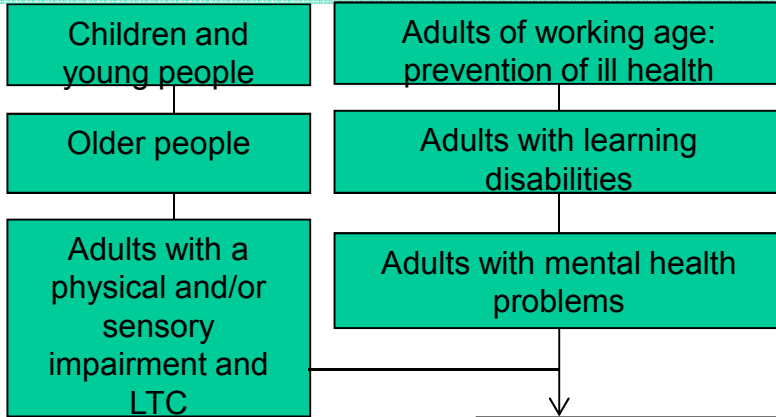 Children and
young people
Older people
Adults with a
physical and/or
sensory
impairment and
LTC
Adults of working age:
prevention of ill health
Adults with learning
disabilities
Adults with mental health
problems